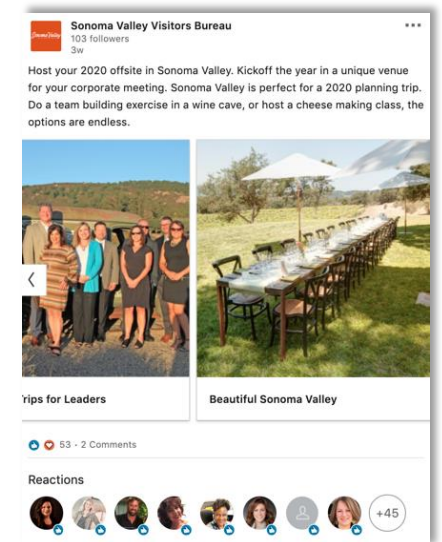 Sonoma Valley
Sonoma Valley Visitors Bureau
103 followers
3w
Host your 2020 offsite in Sonoma Valley. Kickoff the year in a unique venue
for your corporate meeting. Sonoma Valley is perfect for a 2020 planning trip.
Do a team building exercise in a wine cave, or host a cheese making class, the
options are endless.
Trips for Leaders
Beautiful Sonoma Valley
53 - 2 Comments
Reactions
+45